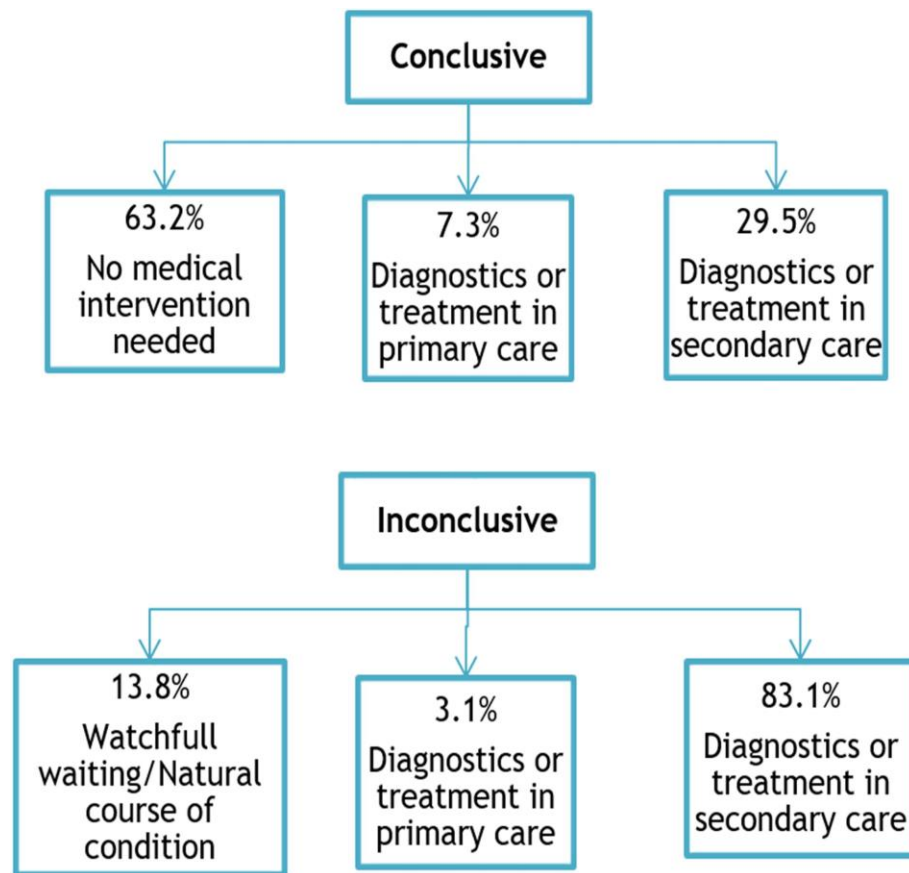 Conclusive
63.2%
No medical
intervention
needed
7.3%
Diagnostics or
treatment in
primary care
29.5%
Diagnostics or
treatment in
secondary care
Inconclusive
13.8%
Watchfull
waiting/Natural
course of
condition
3.1%
Diagnostics or
treatment in
primary care
83.1%
Diagnostics or
treatment in
secondary care